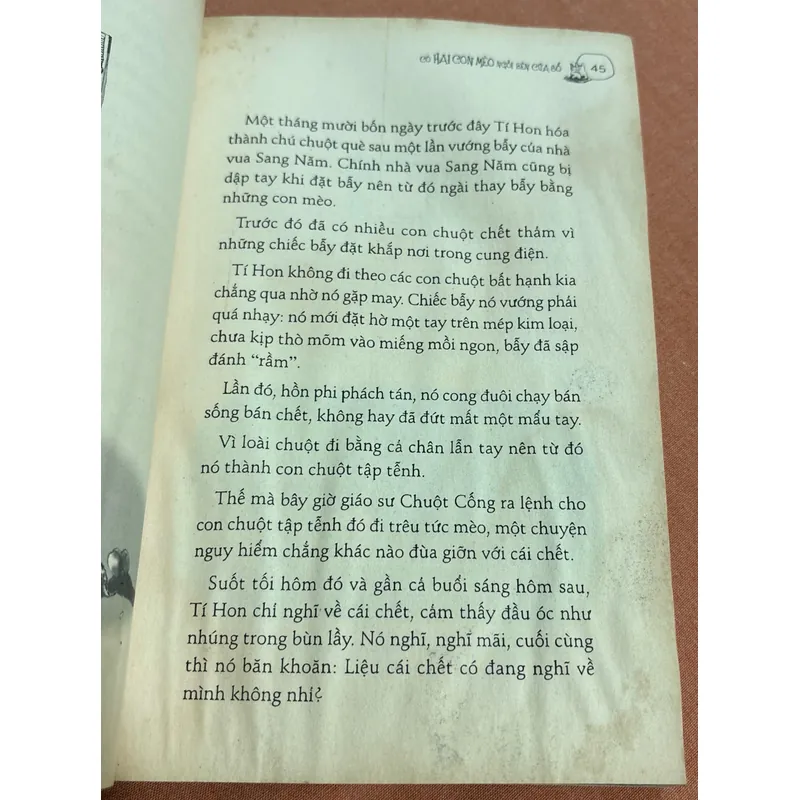 CÓ HAI CON MÈO NGỒI BÊN CỬA SỔ 45
Một tháng mười bốn ngày trước đây Tí Hon hóa
thành chú chuột què sau một lần vướng bẫy của nhà
vua Sang Năm. Chính nhà vua Sang Năm cũng bị
dập tay khi đặt bẫy nên từ đó ngài thay bẫy bằng
những con mèo.
Trước đó đã có nhiều con chuột chết thảm vì
những chiếc bẫy đặt khắp nơi trong cung điện.
Tí Hon không đi theo các con chuột bất hạnh kia
chẳng qua nhờ nó gặp may. Chiếc bẫy nó vướng phải
quá nhạy: nó mới đặt hờ một tay trên mép kim loại,
chưa kịp thò mõm vào miếng mồi ngon, bẫy đã sập
đánh “rầm”.
Lần đó, hồn phi phách tán, nó cong đuôi chạy bán
sống bán chết, không hay đã đứt mất một mẩu tay.
Vì loài chuột đi bằng cả chân lẫn tay nên từ đó
nó thành con chuột tập tễnh.
Thế mà bây giờ giáo sư Chuột Cống ra lệnh cho
con chuột tập tễnh đó đi trêu tức mèo, một chuyện
nguy hiểm chẳng khác nào đùa giỡn với cái chết.
Suốt tối hôm đó và gần cả buổi sáng hôm sau,
Tí Hon chỉ nghĩ về cái chết, cảm thấy đầu óc như
nhúng trong bùn lầy. Nó nghĩ, nghĩ mãi, cuối cùng
thì nó băn khoăn: Liệu cái chết có đang nghĩ về
mình không nhỉ?